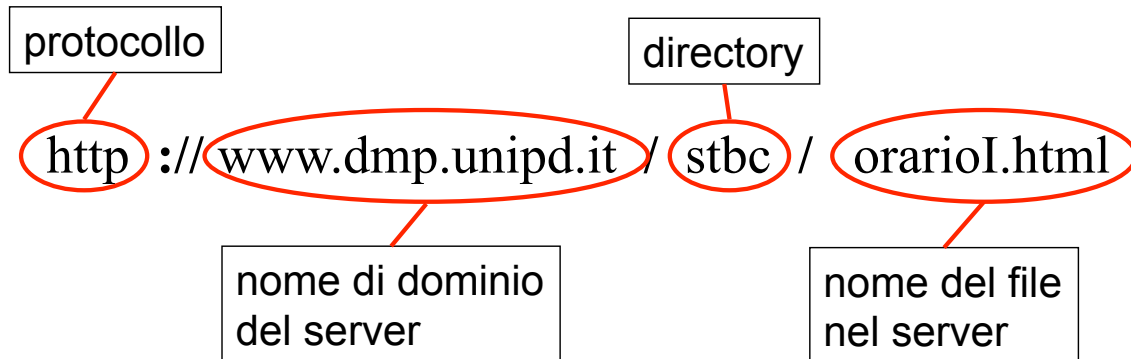 protocollo
directory
http :// www.dmp.unipd.it / stbc / orarioI.html
nome di dominio
del server
nome del file
nel server